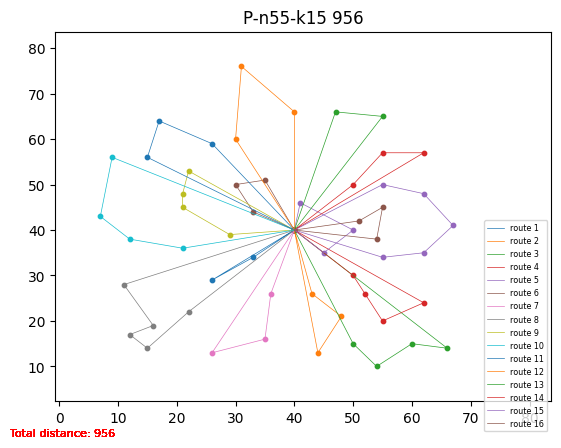 P-n55-k15 956
80
70
60
50
40
30
20
10
0 10 20 30 40 50 60 70 80
route 1
route 2
route 3
route 4
route 5
route 6
route 7
route 8
route 9
route 10
route 11
route 12
route 13
route 14
route 15
route 16
Total distance: 956